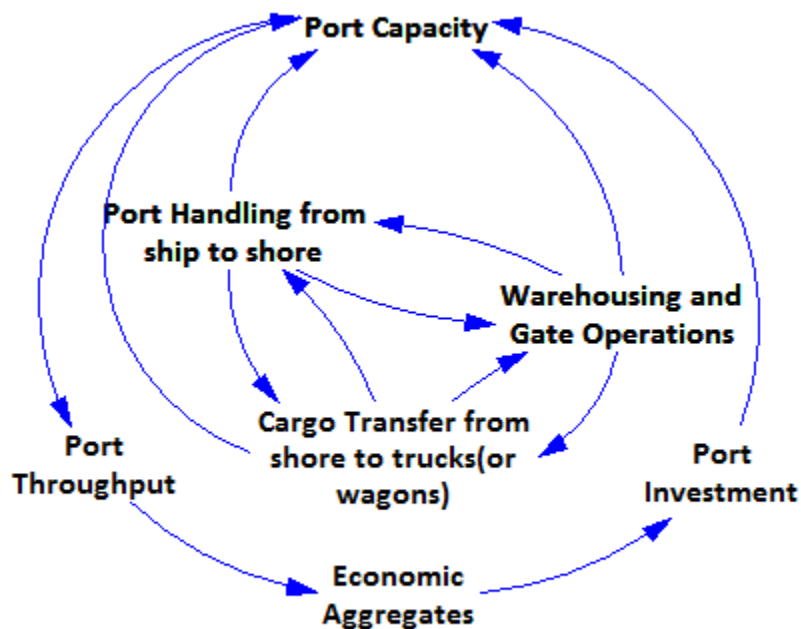 Port Capacity
Port Handling from
ship to shore
Warehousing and
Gate Operations
Cargo Transfer from
shore to trucks(or
wagons)
Port
Throughput
Port
Investment
Economic
Aggregates